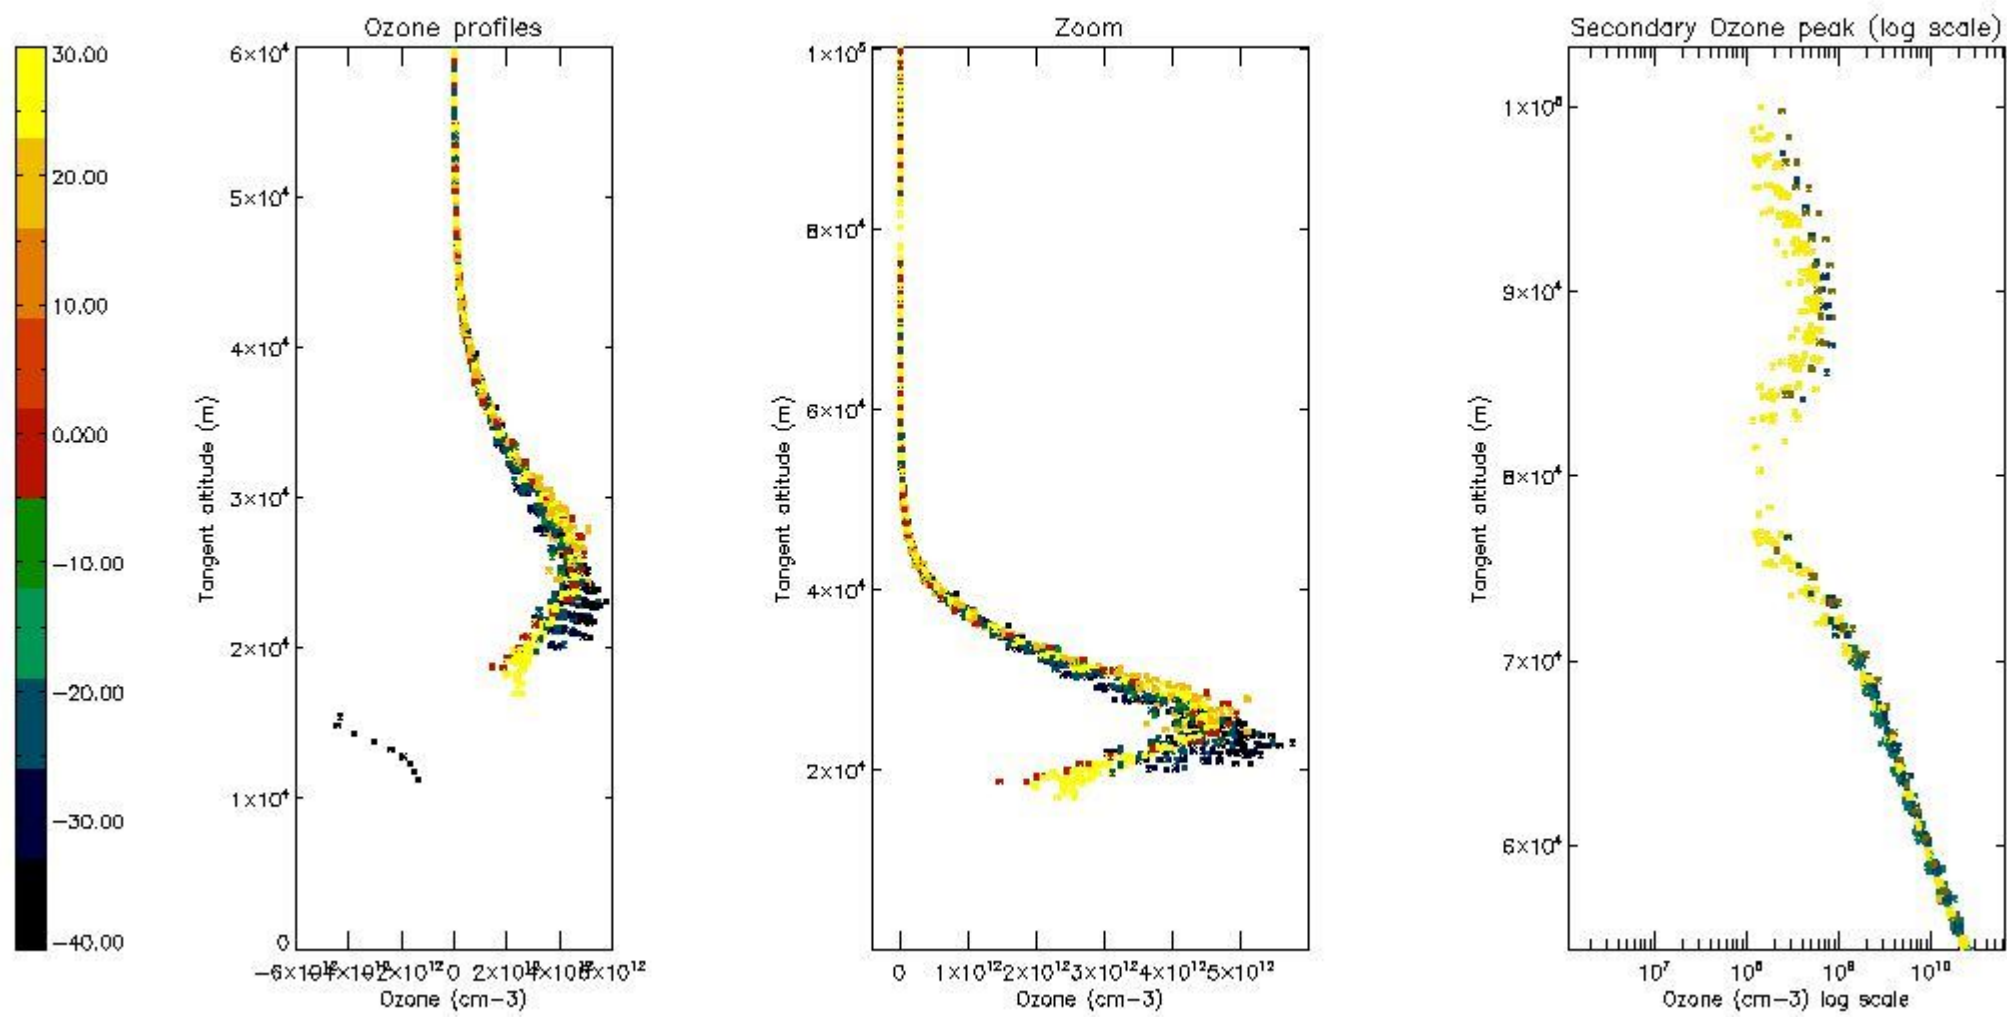 Ozone profiles
Zoom
Secondary Ozone peak (log scale)
30.00
20.00
10.00
0.000
−10.00
−20.00
−30.00
−40.00
Tangent altitude (m)
6×10⁴
5×10⁴
4×10⁴
3×10⁴
2×10⁴
1×10⁴
0
0
Ozone (cm−3)
Tangent altitude (m)
1×10⁵
8×10⁴
6×10⁴
4×10⁴
2×10⁴
0 1×10¹² 2×10¹² 3×10¹² 4×10¹² 5×10¹²
Ozone (cm−3)
Tangent altitude (m)
1×10⁵
9×10⁴
8×10⁴
7×10⁴
6×10⁴
10⁷ 10⁸ 10⁹ 10¹⁰
Ozone (cm−3) log scale